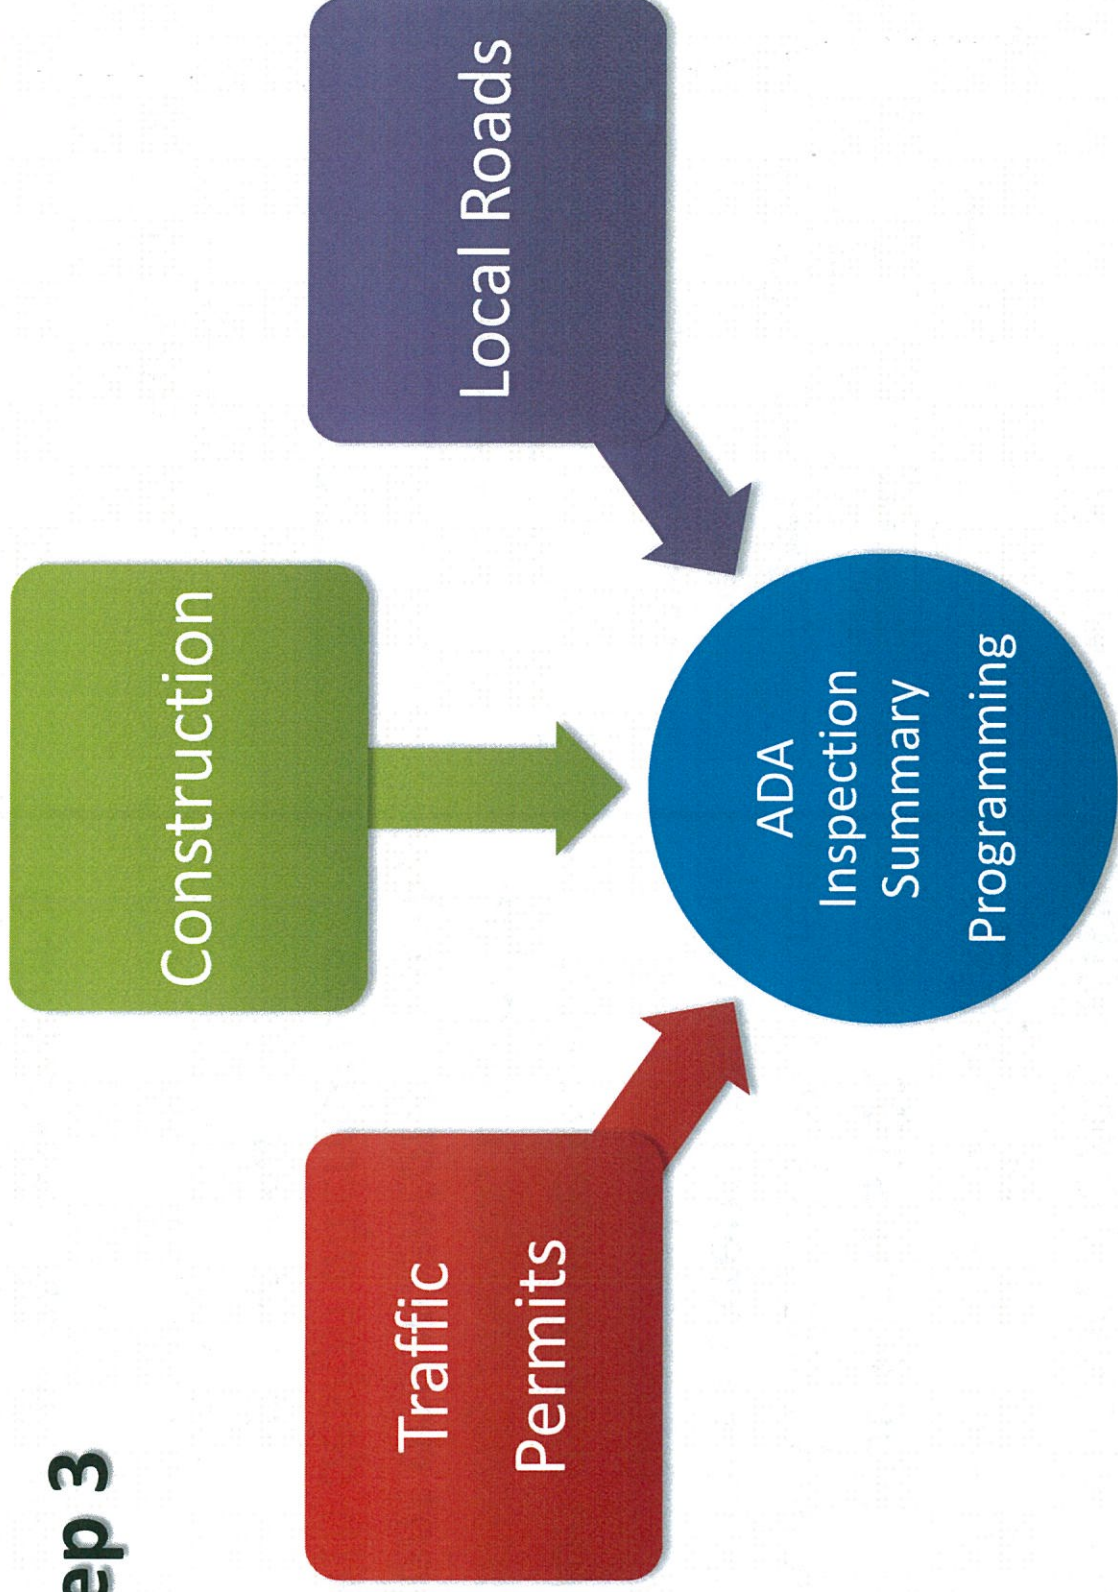 ep 3
Traffic
Permits
Construction
Local Roads
ADA
Inspection
Summary
Programming